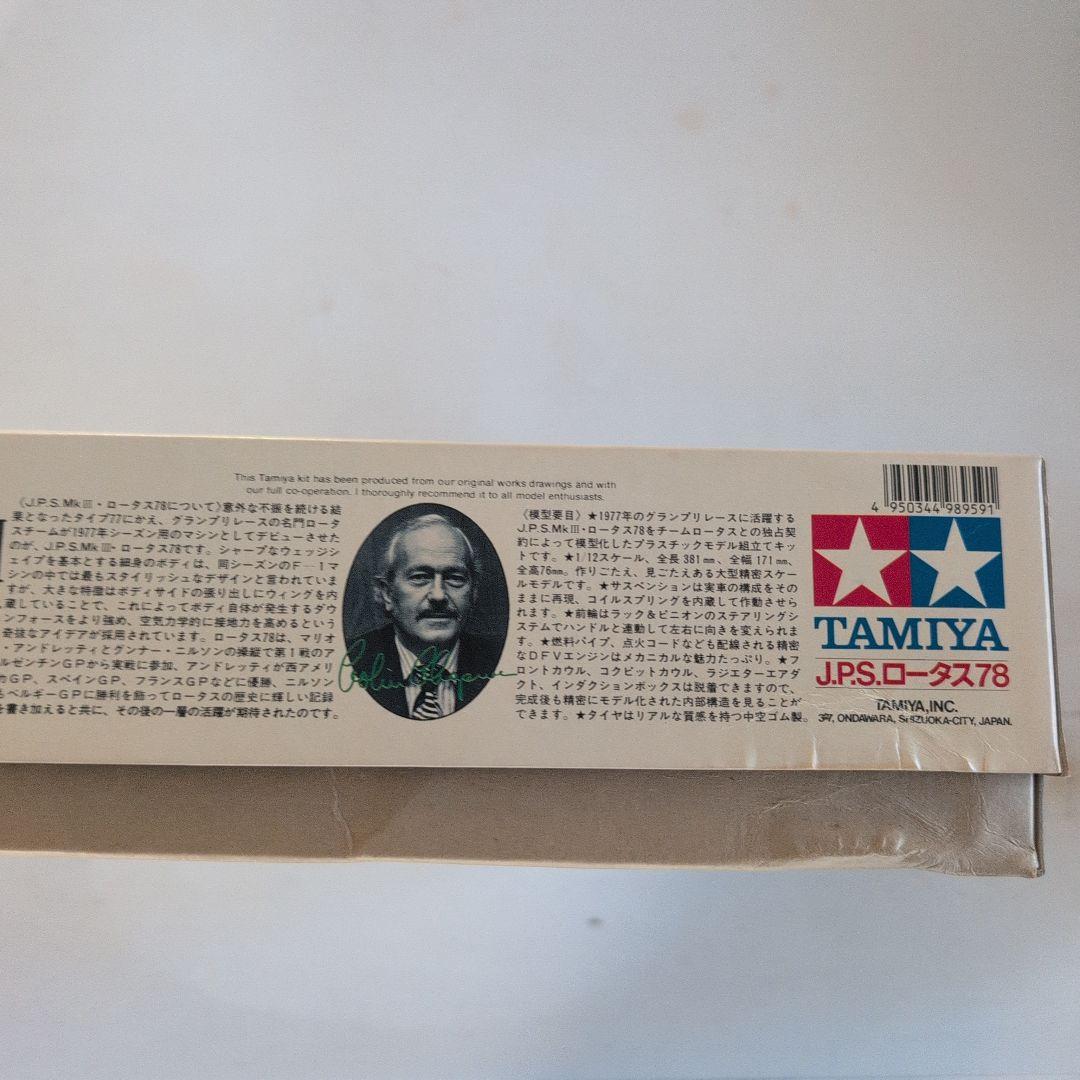 This Tamiya kit has been produced from our original works drawings and with
our full co-operation. I thoroughly recommend it to all model enthusiasts.
《J.P.S.MkⅢ・ロータス78について》意外な不振を続ける結
果となったタイプ77にかえ、グランプリレースの名門ロータ
スチームが1977年シーズン用のマシンとしてデビューさせた
のが、J.P.S.MkⅢ・ロータス78です。シャープなウェッジシ
ェイプを基本とする細身のボディは、同シーズンのF-1マ
シンの中では最もスタイリッシュなデザインと言われていま
すが、大きな特徴はボディサイドの張り出しにウィングを内
蔵していることで、これによってボディ自体が発生するダウ
ンフォースをより強め、空気力学的に接地力を高めるという
奇抜なアイデアが採用されています。ロータス78は、マリオ
・アンドレッティとグンナー・ニルソンの操縦で第1戦のア
ルゼンチンGPから実戦に参加、アンドレッティが西アメリ
カGP、スペインGP、フランスGPなどに優勝、ニルソン
もベルギーGPに勝利を飾ってロータスの歴史に輝しい記録
を書き加えると共に、その後の一層の活躍が期待されたのです。
Colin Chapman
《模型要目》★1977年のグランプリレースに活躍する
J.P.S.MkⅢ・ロータス78をチームロータスとの独占契
約によって模型化したプラスチックモデル組立てキッ
トです。★1/12スケール、全長381mm、全幅171mm、
全高76mm。作りごたえ、見ごたえある大型精密スケー
ルモデルです。★サスペンションは実車の構成をその
ままに再現、コイルスプリングを内蔵して作動させら
れます。★前輪はラック&ピニオンのステアリングシ
ステムでハンドルと連動して左右に向きを変えられま
す。★燃料パイプ、点火コードなども配線される精密
なDFVエンジンはメカニカルな魅力たっぷり。★フ
ロントカウル、コクピットカウル、ラジエターエアダ
クト、インダクションボックスは脱着できますので、
完成後も精密にモデル化された内部構造を見ることが
できます。★タイヤはリアルな質感を持つ中空ゴム製。
4 950344 989591
TAMIYA
J.P.S.ロータス78
TAMIYA,INC.
347, ONDAWARA, SHIZUOKA-CITY, JAPAN.